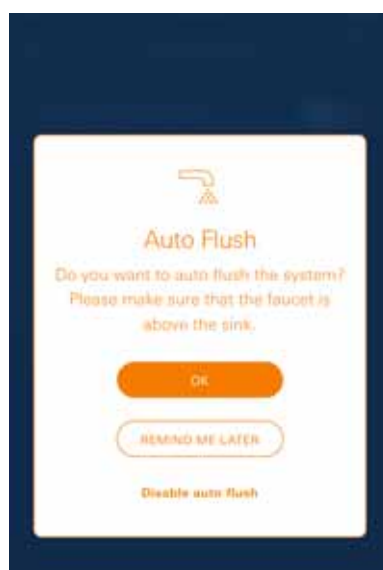 Auto Flush
Do you want to auto flush the system?
Please make sure that the faucet is
above the sink.
OK
REMIND ME LATER
Disable auto flush